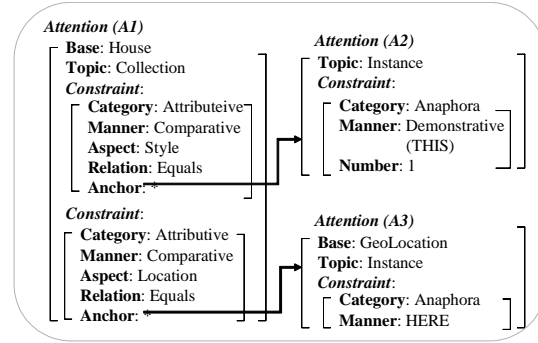 Attention (A1)
Base: House
Topic: Collection
Constraint:
Category: Attributeive
Manner: Comparative
Aspect: Style
Relation: Equals
Anchor: *
Constraint:
Category: Attributive
Manner: Comparative
Aspect: Location
Relation: Equals
Anchor: *
Attention (A2)
Topic: Instance
Constraint:
Category: Anaphora
Manner: Demonstrative
(THIS)
Number: 1
Attention (A3)
Base: GeoLocation
Topic: Instance
Constraint:
Category: Anaphora
Manner: HERE